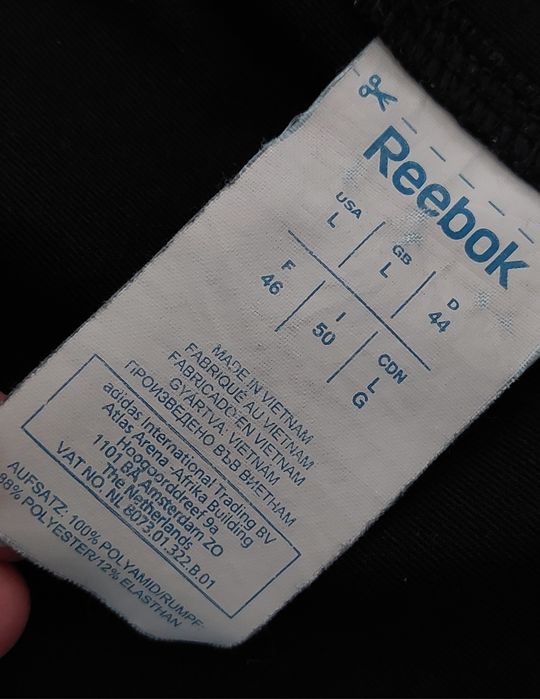 Reebok
USA GB D
L L 44
F I CDN
46 50 L
G
MADE IN VIETNAM
FABRIQUÉ AU VIETNAM
FABRICADO EN VIETNAM
GYÁRTVA: VIETNÁM
ПРОИЗВЕДЕНО ВЪВ ВИЕТНАМ
adidas International Trading BV
Atlas Arena -Afrika Building
Hoogoorddreef 9a
1101 BA Amsterdam ZO
The Netherlands
VAT NO. NL 8073.01.322.B.01
AUFSATZ: 100% POLYAMID/RUMPF:
88% POLYESTER/12% ELASTHAN